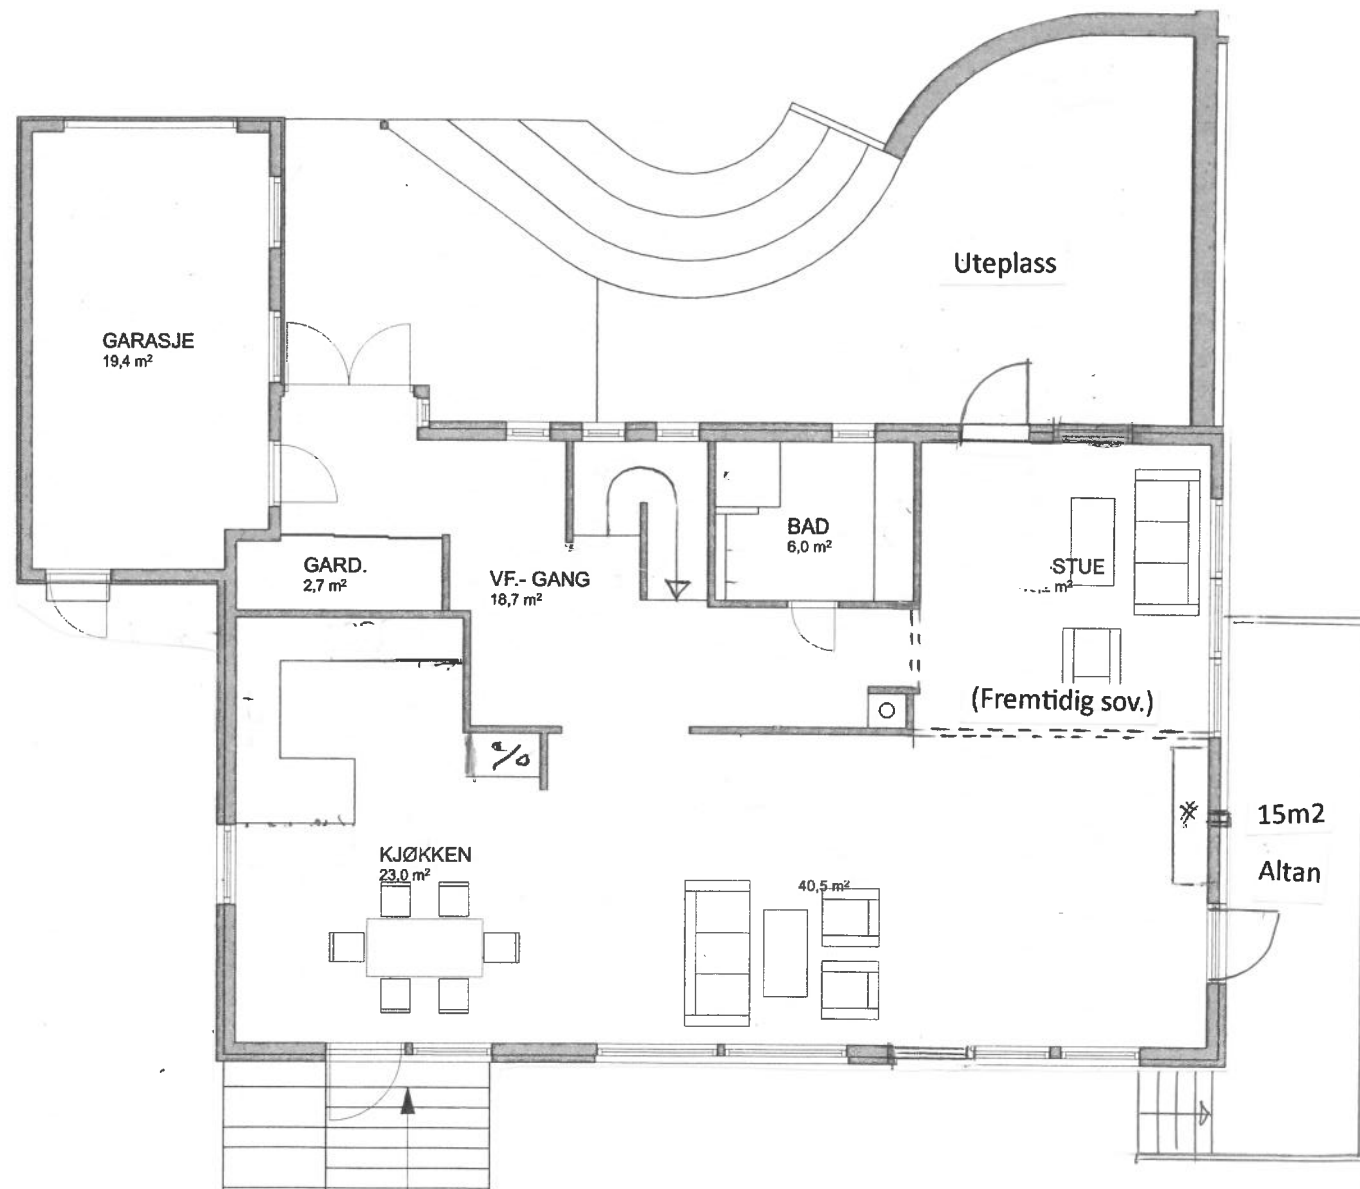 Uteplass
GARASJE
19,4 m²
BAD
6,0 m²
GARD.
2,7 m²
VF.- GANG
18,7 m²
STUE
m²
(Fremtidig sov.)
15m2
Altan
KJØKKEN
23,0 m²
40,5 m²